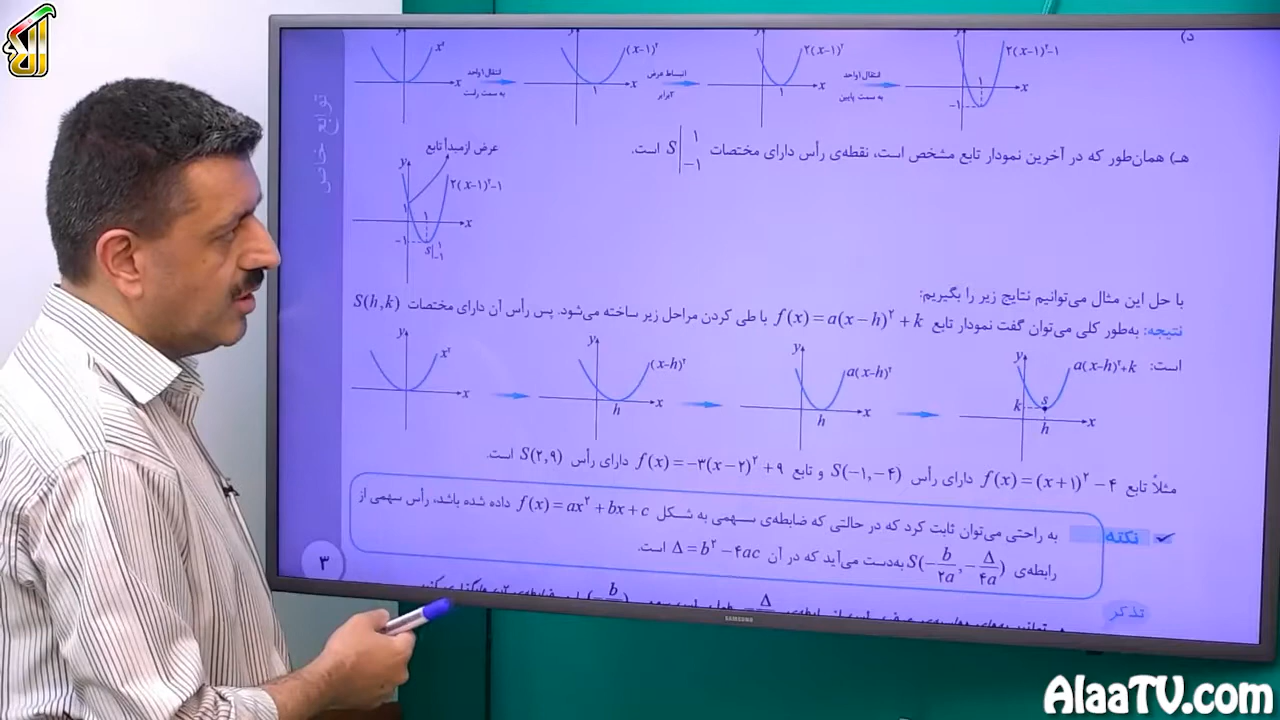 آلاء
د)
x²
(x-1)²
۲(x-1)²
۲(x-1)²-1
انتقال ۱ واحد به سمت راست
انبساط عرض ۲ برابر
انتقال ۱ واحد به سمت پایین
توابع خاص
هـ) همان‌طور که در آخرین نمودار تابع مشخص است، نقطه‌ی رأس دارای مختصات S|۱ -۱ است.
عرض از مبدأ تابع
۲(x-1)²-1
S|۱ -۱
با حل این مثال می‌توانیم نتایج زیر را بگیریم:
نتیجه: به‌طور کلی می‌توان گفت نمودار تابع f(x)=a(x-h)²+k با طی کردن مراحل زیر ساخته می‌شود. پس رأس آن دارای مختصات S(h,k)
است:
x²
(x-h)²
a(x-h)²
a(x-h)²+k
مثلاً تابع f(x)=(x+1)²-۴ دارای رأس S(-1,-۴) و تابع f(x)=-۳(x-۲)²+۹ دارای رأس S(۲,۹) است.
نکته به راحتی می‌توان ثابت کرد که در حالتی که ضابطه‌ی سهمی به شکل f(x)=ax²+bx+c داده شده باشد، رأس سهمی از
رابطه‌ی S(-b/۲a,-Δ/۴a) به‌دست می‌آید که در آن Δ=b²-۴ac است.
تذکر
۳
SAMSUNG
AlaaTV.com